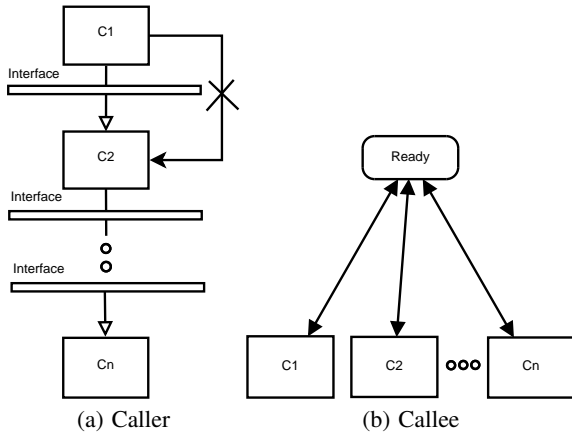 C1
Interface
C2
Interface
Interface
Cn
(a) Caller
Ready
C1
C2
Cn
(b) Callee